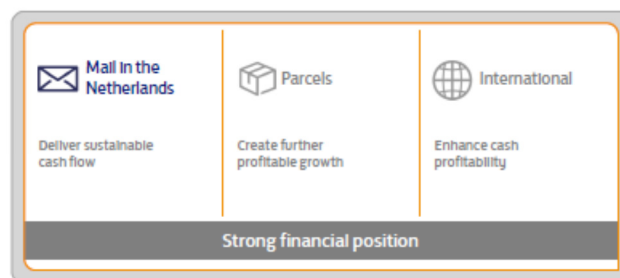 Mail in the
Netherlands
Deliver sustainable
cash flow
Parcels
Create further
profitable growth
International
Enhance cash
profitability
Strong financial position